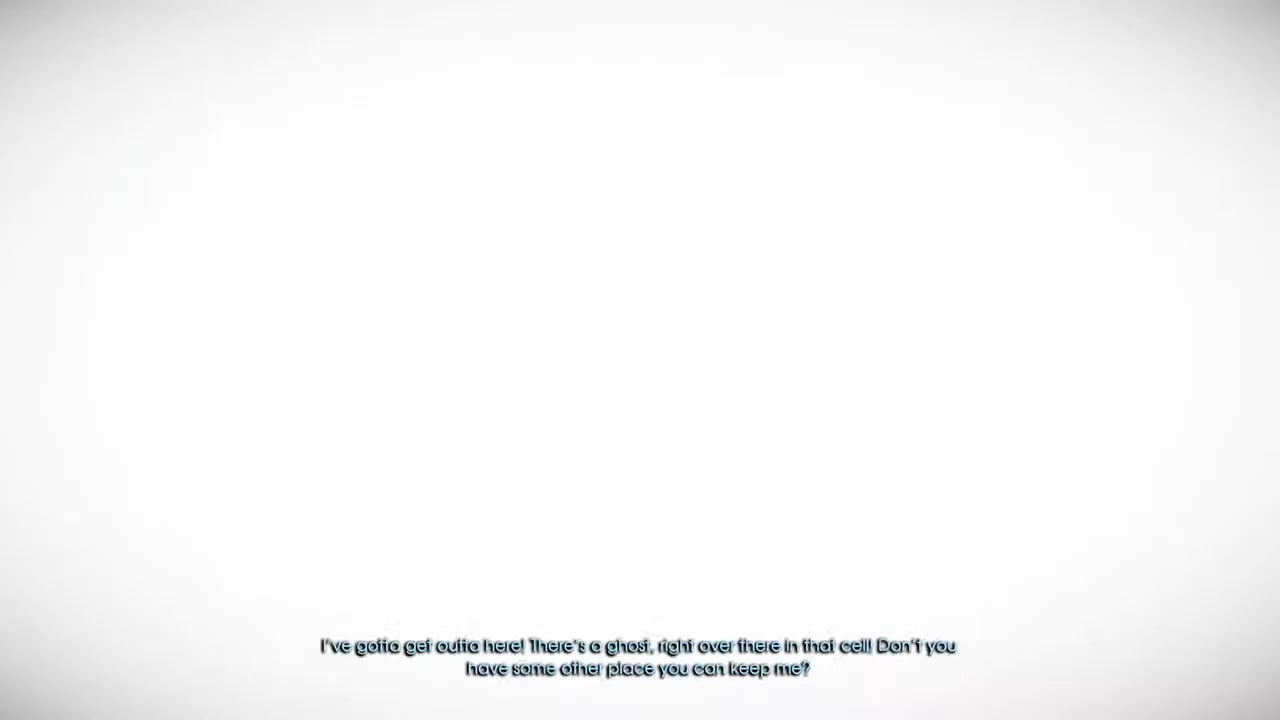 I've gotta get outta here! There's a ghost, right over there in that cell! Don't you
have some other place you can keep me?